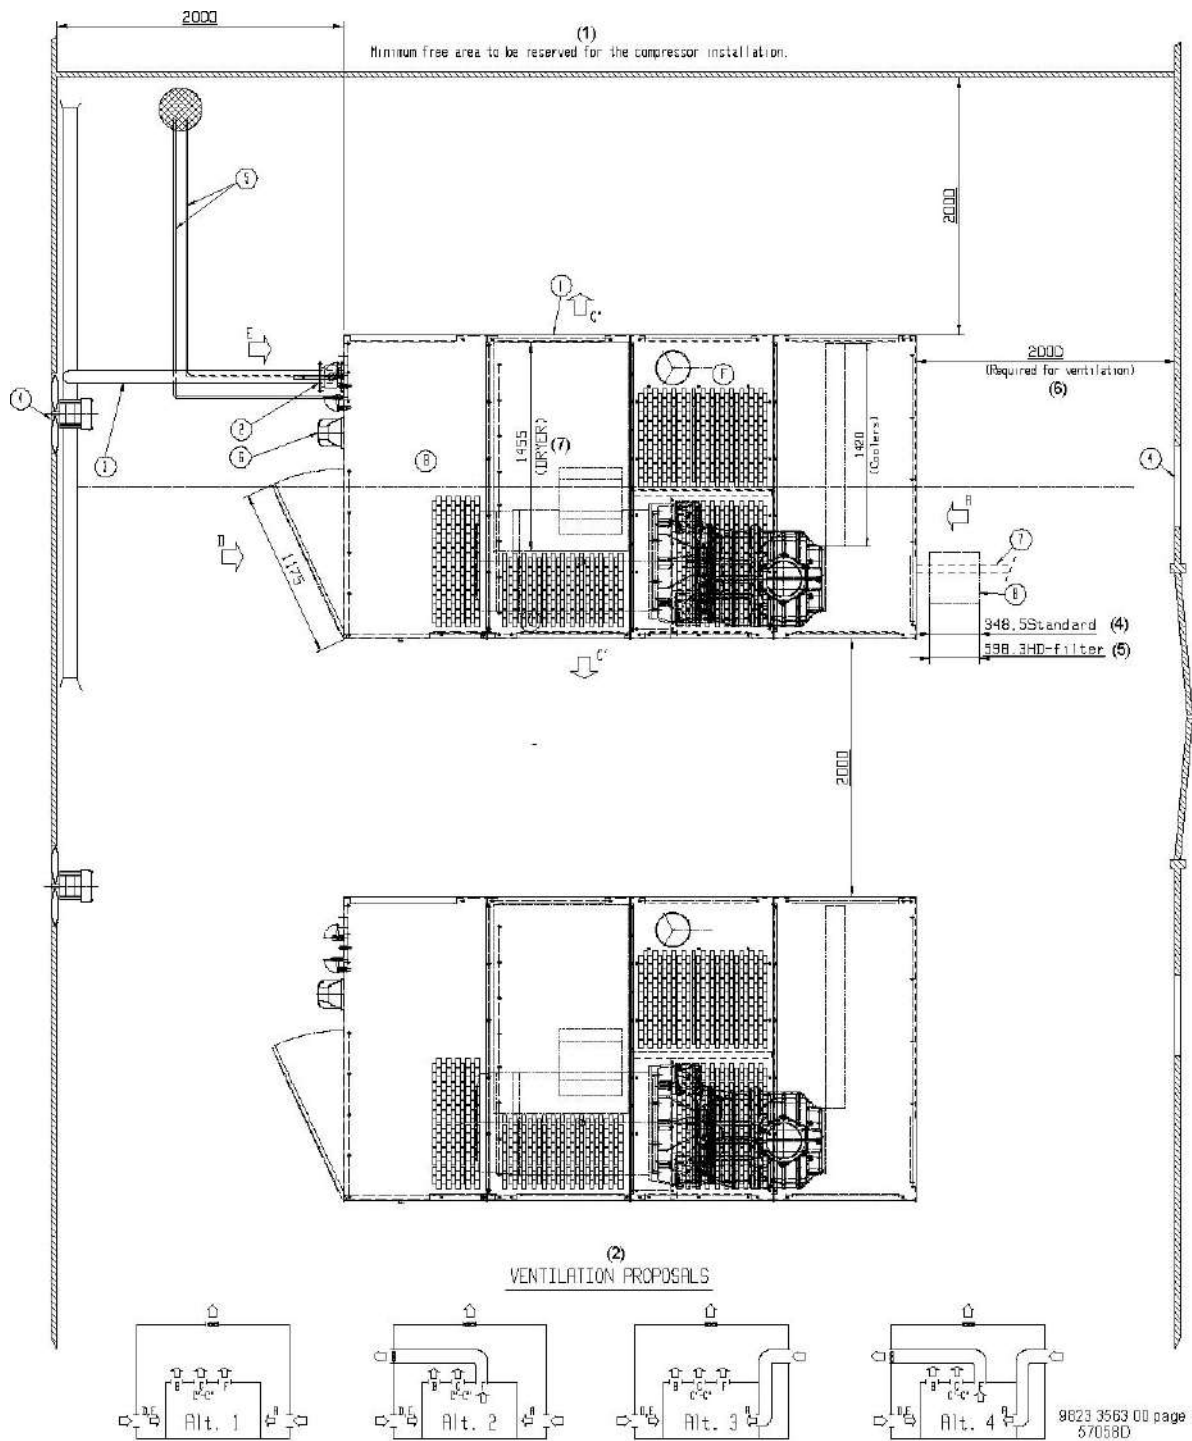 2000
(1)
Minimum free area to be reserved for the compressor installation.
5
2000
1
C"
E
2000
(Required for ventilation)
(6)
F
4
2
3
6
B
1455
(DRYER)
(7)
1420
(Coolers)
4
A
D
1175
7
8
348,5Standard (4)
598.3HD-filter (5)
C'
2000
(2)
VENTILATION PROPOSALS
B C F
C'-C"
D,E
A
Alt. 1
B C F
C'-C"
D,E
A
Alt. 2
B C F
C'-C"
D,E
A
Alt. 3
B C F
C'-C"
D,E
A
Alt. 4
9823 3563 00 page
57058D